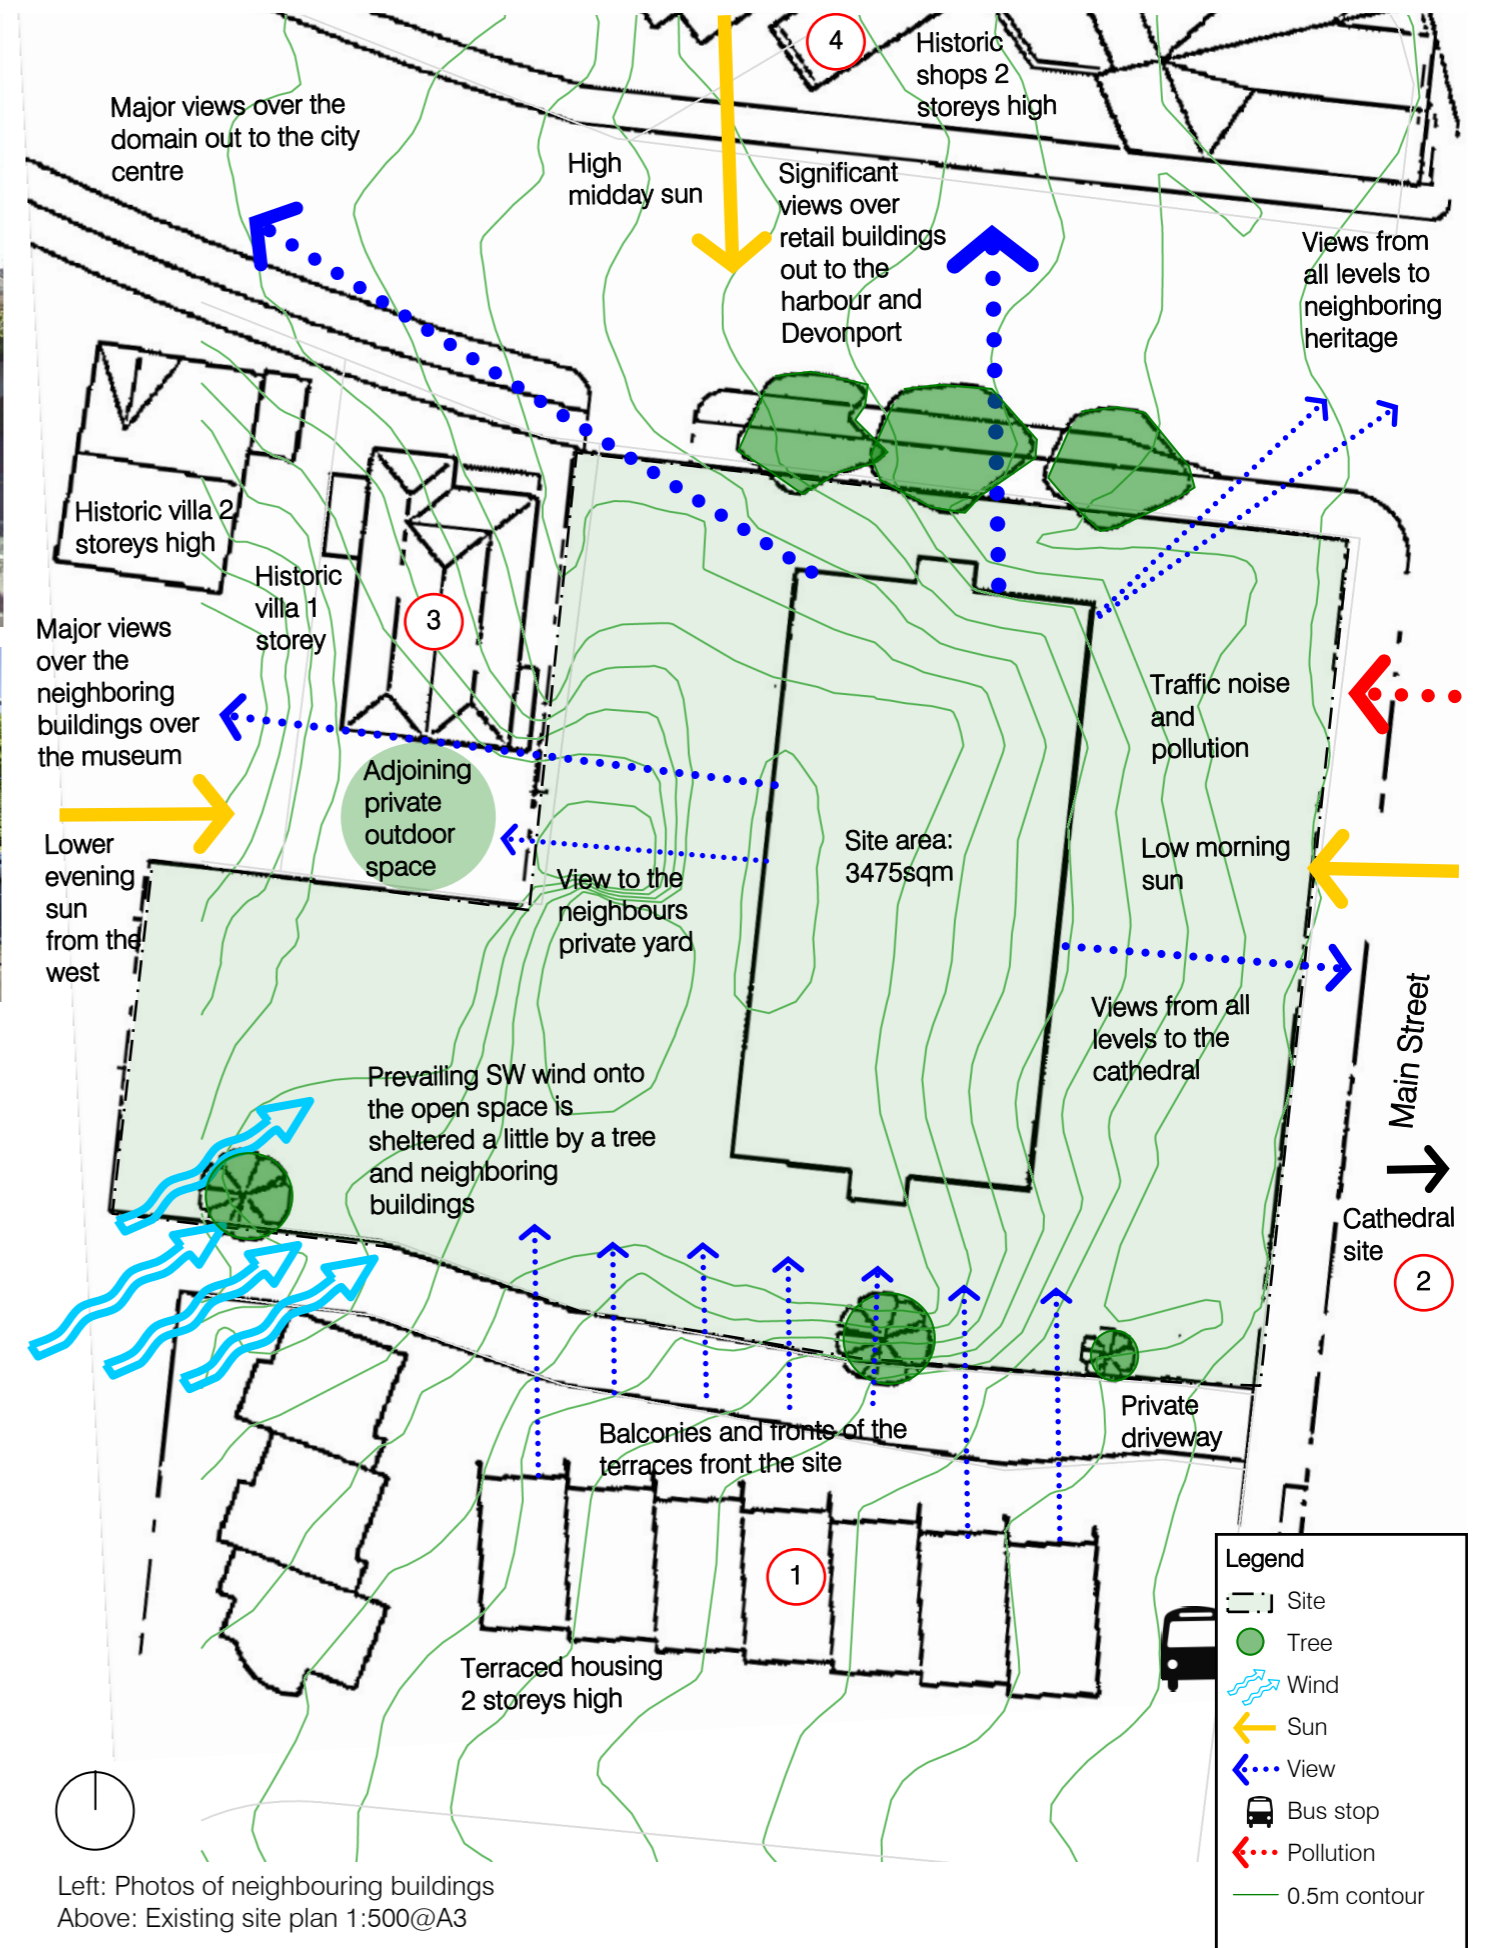 4
Historic
shops 2
storeys high
Major views over the
domain out to the city
centre
High
midday sun
Significant
views over
retail buildings
out to the
harbour and
Devonport
Views from
all levels to
neighboring
heritage
Historic villa 2
storeys high
Historic
villa 1
storey
3
Major views
over the
neighboring
buildings over
the museum
Traffic noise
and
pollution
Adjoining
private
outdoor
space
Lower
evening
sun
from the
west
View to the
neighbours
private yard
Site area:
3475sqm
Low morning
sun
Views from all
levels to the
cathedral
Main Street
Prevailing SW wind onto
the open space is
sheltered a little by a tree
and neighboring
buildings
Cathedral
site
2
Private
driveway
Balconies and fronts of the
terraces front the site
1
Terraced housing
2 storeys high
Legend
Site
Tree
Wind
Sun
View
Bus stop
Pollution
0.5m contour
Left: Photos of neighbouring buildings
Above: Existing site plan 1:500@A3